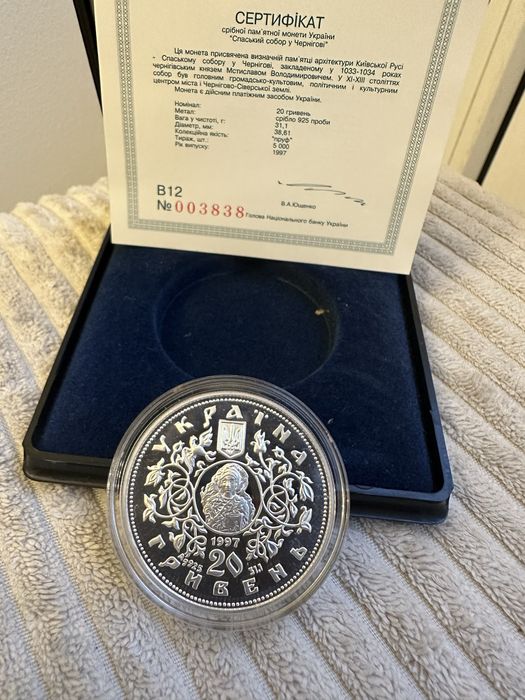 СЕРТИФІКАТ
срібної пам'ятної монети України
"Спаський собор у Чернігові"
Ця монета присвячена визначній пам'ятці архітектури Київської Русі
- Спаському собору у Чернігові, закладеному у 1033-1034 роках
чернігівським князем Мстиславом Володимировичем. У XI-XIII століттях
собор був головним громадсько-культовим, політичним і культурним
центром міста і Чернігово-Сіверської землі.
Монета є дійсним платіжним засобом України.
Номінал: 20 гривень
Метал: срібло 925 проби
Вага у чистоті, г: 31,1
Діаметр, мм: 38,61
Колекційна якість: "пруф"
Тираж, шт.: 5 000
Рік випуску: 1997
В.А.Ющенко
B12
№ 003838 Голова Національного банку України
УКРАЇНА
1997
Ag925 20 31,1
ГРИВЕНЬ